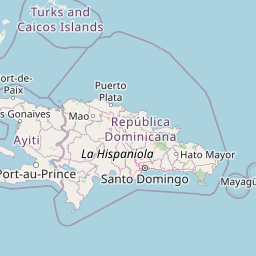 Turks and
Caicos Islands
ort-de-
Paix
Puerto
Plata
s Gonaives
Mao
República
Dominicana
Ayiti
La Hispaniola
Hato Mayor
Port-au-Prince
Santo Domingo
Mayagü